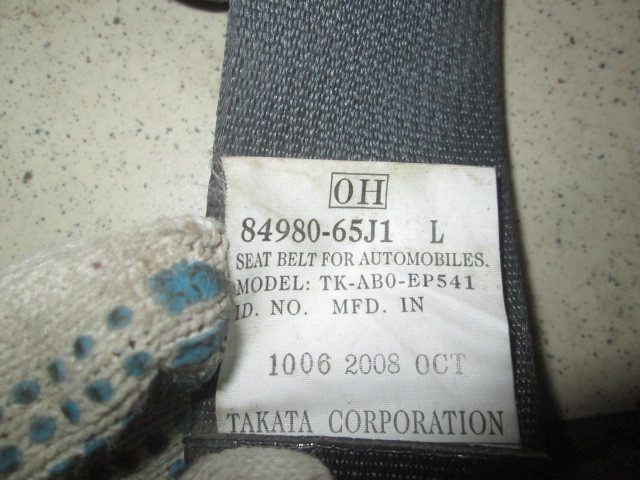 OH
84980-65J1 L
SEAT BELT FOR AUTOMOBILES.
MODEL: TK-AB0-EP541
ID. NO. MFD. IN
1006 2008 OCT
TAKATA CORPORATION